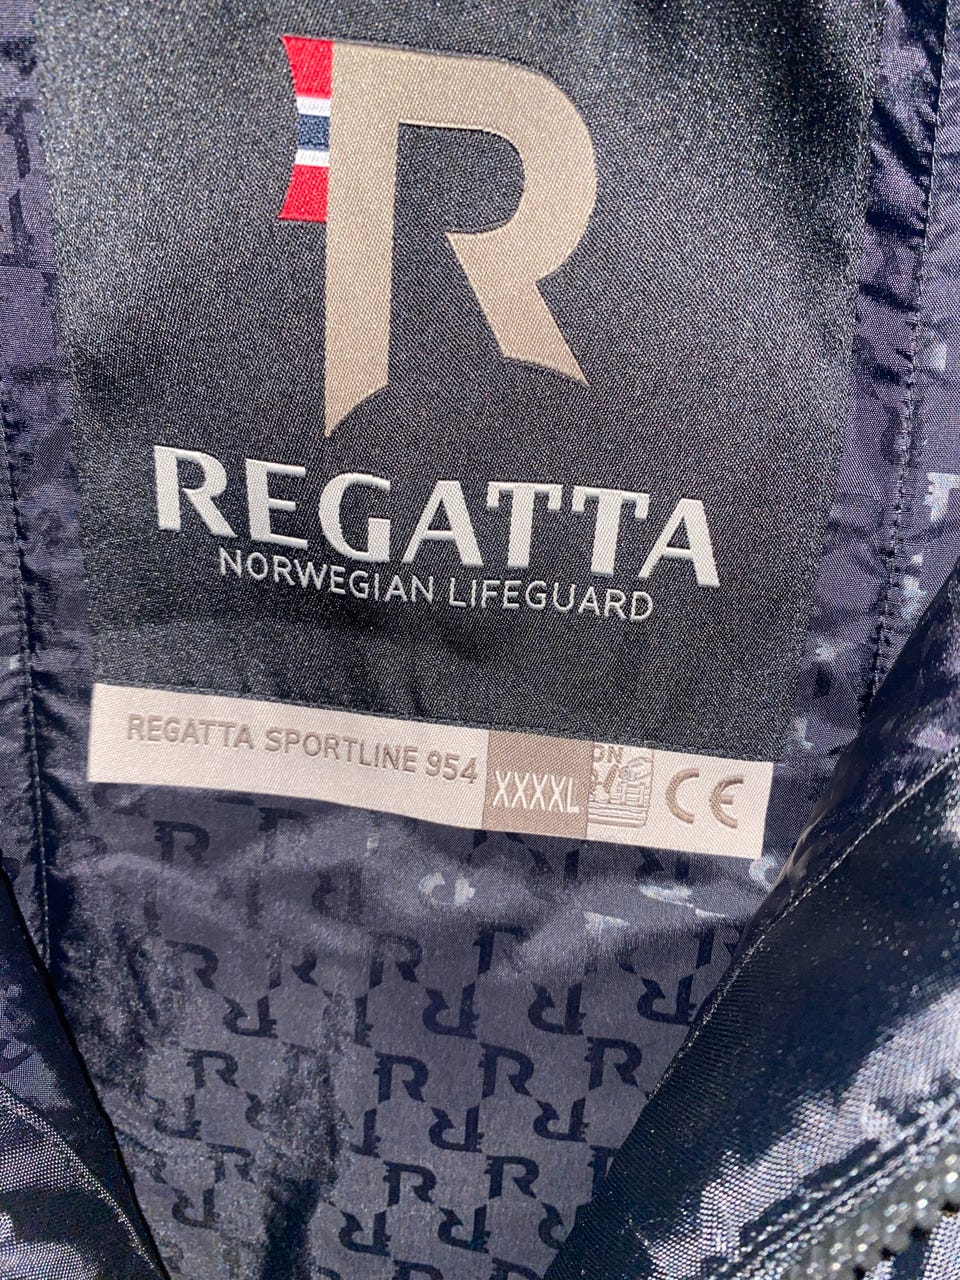 R
REGATTA
NORWEGIAN LIFEGUARD
REGATTA SPORTLINE 954 XXXXL CE